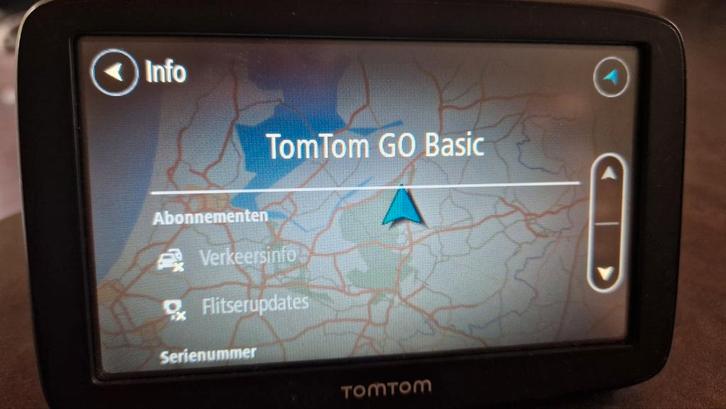 Info
TomTom GO Basic
Abonnementen
Verkeersinfo
Flitserupdates
Serienummer
TOMTOM